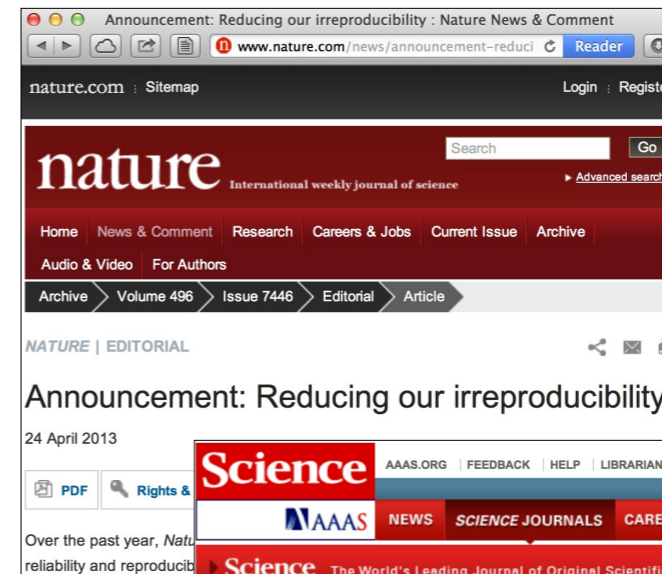 Announcement: Reducing our irreproducibility : Nature News & Comment
www.nature.com/news/announcement-reduci
Reader
nature.com : Sitemap
Login : Registe
nature International weekly journal of science
Search
Go
Advanced search
Home News & Comment Research Careers & Jobs Current Issue Archive
Audio & Video For Authors
Archive Volume 496 Issue 7446 Editorial Article
NATURE | EDITORIAL
Announcement: Reducing our irreproducibility
24 April 2013
PDF Rights &
Over the past year, Natu
reliability and reproducib
Science
AAAS.ORG | FEEDBACK | HELP | LIBRARIAN
AAAS NEWS SCIENCE JOURNALS CARE
Science The World's Leading Journal of Original Scientifi